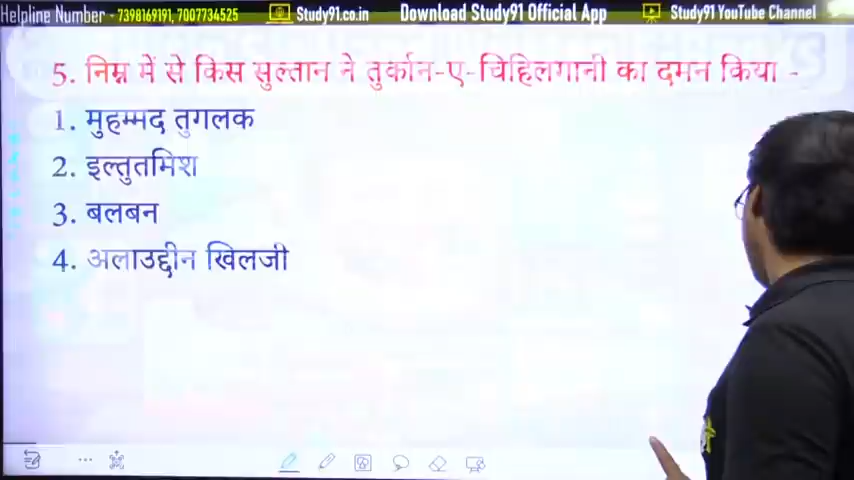 Helpline Number - 7398169191, 7007734525 Study91.co.in Download Study91 Official App Study91 YouTube Channel
5. निम्न में से किस सुल्तान ने तुर्कान-ए-चिहिलगानी का दमन किया -
1. मुहम्मद तुगलक
2. इल्तुतमिश
3. बलबन
4. अलाउद्दीन खिलजी